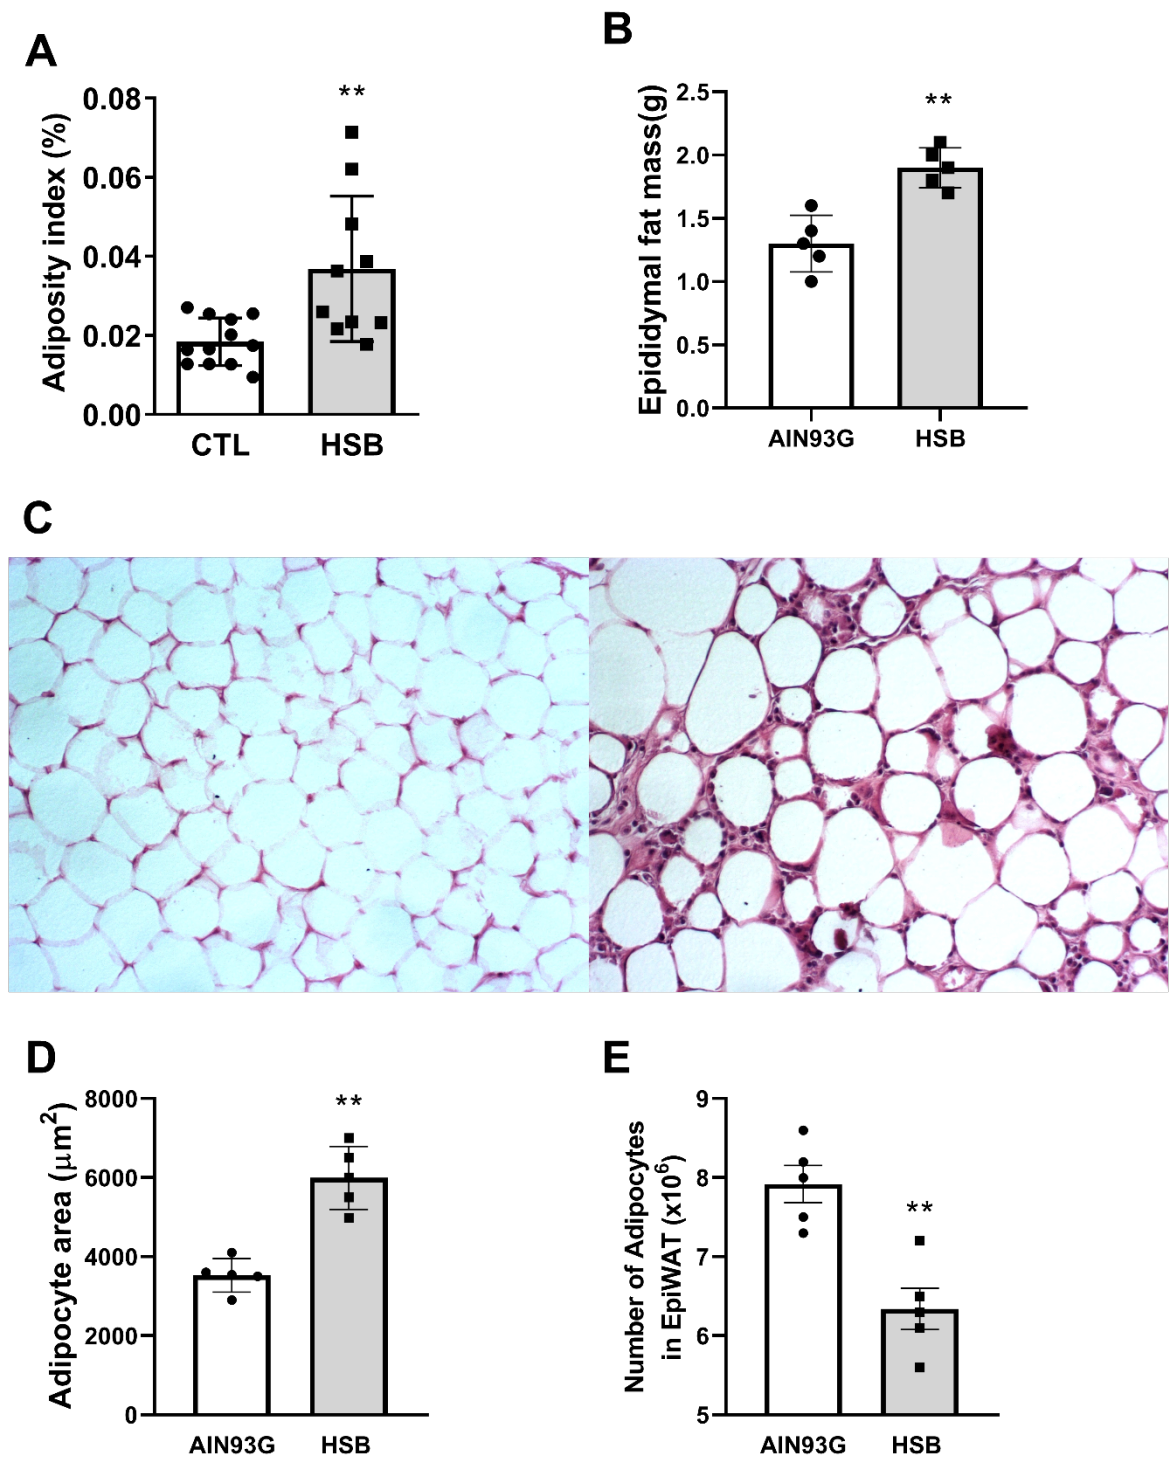 A
Adiposity index (%)
0.08
0.06
0.04
0.02
0.00
**
CTL
HSB
B
Epididymal fat mass(g)
2.5
2.0
1.5
1.0
0.5
0.0
**
AIN93G
HSB
C
D
Adipocyte area (μm²)
8000
6000
4000
2000
0
**
AIN93G
HSB
E
Number of Adipocytes
in EpiWAT (x10⁶)
9
8
7
6
5
**
AIN93G
HSB